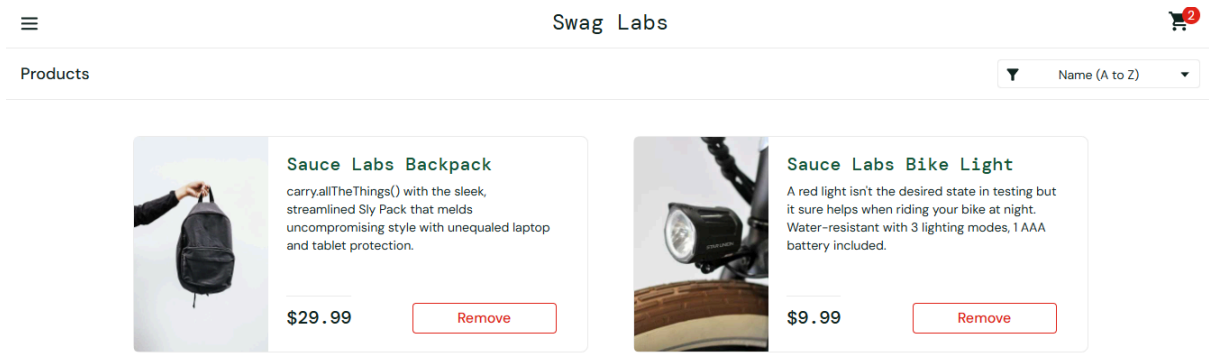 Swag Labs
2
Products
Name (A to Z)
Sauce Labs Backpack
carry.allTheThings() with the sleek,
streamlined Sly Pack that melds
uncompromising style with unequaled laptop
and tablet protection.
$29.99
Remove
Sauce Labs Bike Light
A red light isn't the desired state in testing but
it sure helps when riding your bike at night.
Water-resistant with 3 lighting modes, 1 AAA
battery included.
$9.99
Remove